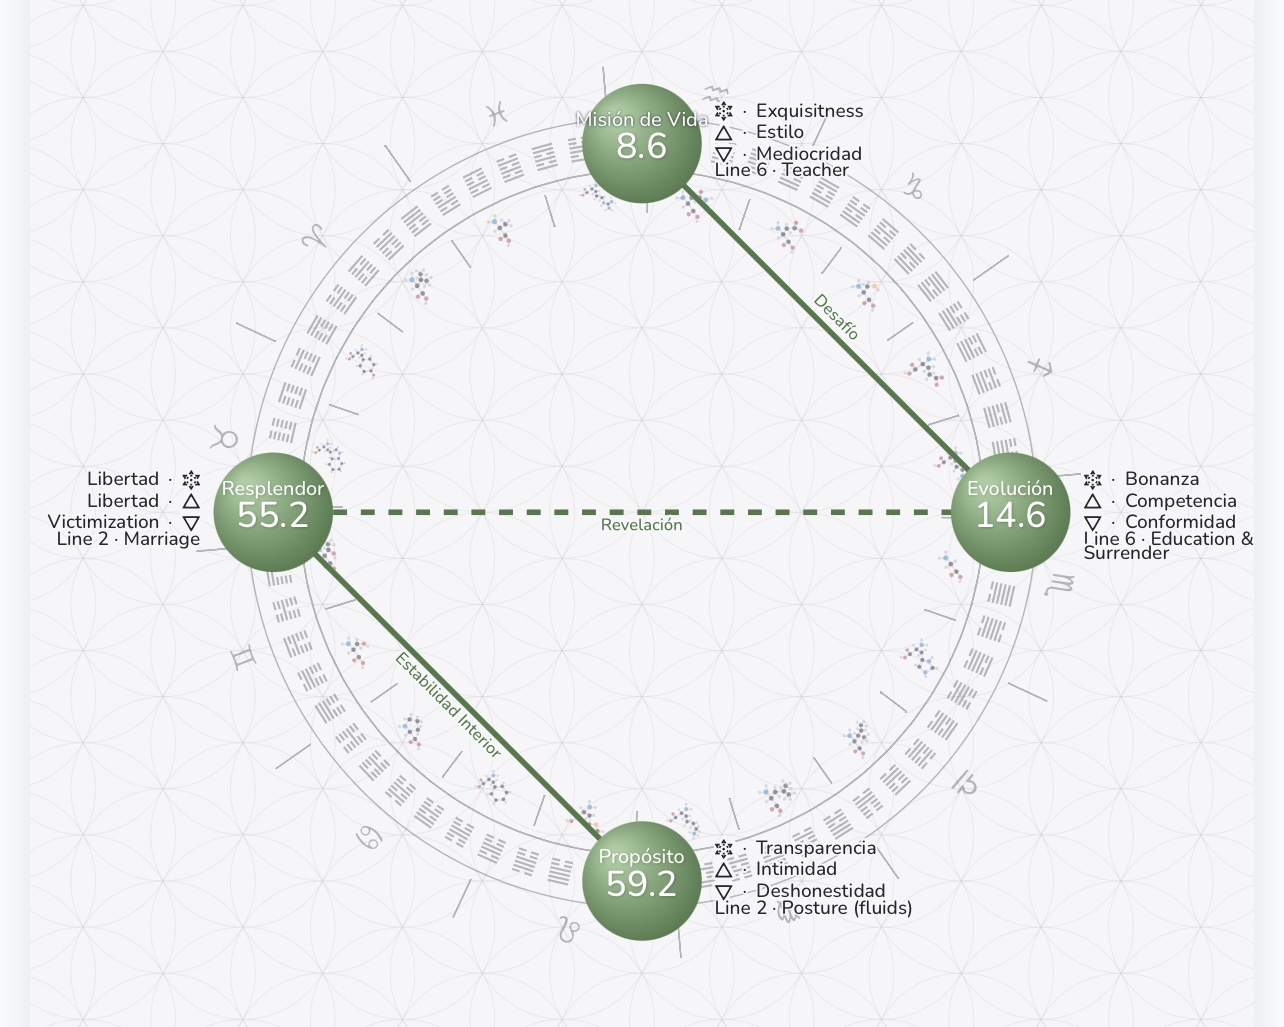 Misión de Vida
8.6
· Exquisitness
· Estilo
· Mediocridad
Line 6 · Teacher
Desafío
Libertad ·
Libertad ·
Victimization ·
Line 2 · Marriage
Resplendor
55.2
Revelación
Evolución
14.6
· Bonanza
· Competencia
· Conformidad
Line 6 · Education &
Surrender
Estabilidad Interior
Propósito
59.2
· Transparencia
· Intimidad
· Deshonestidad
Line 2 · Posture (fluids)